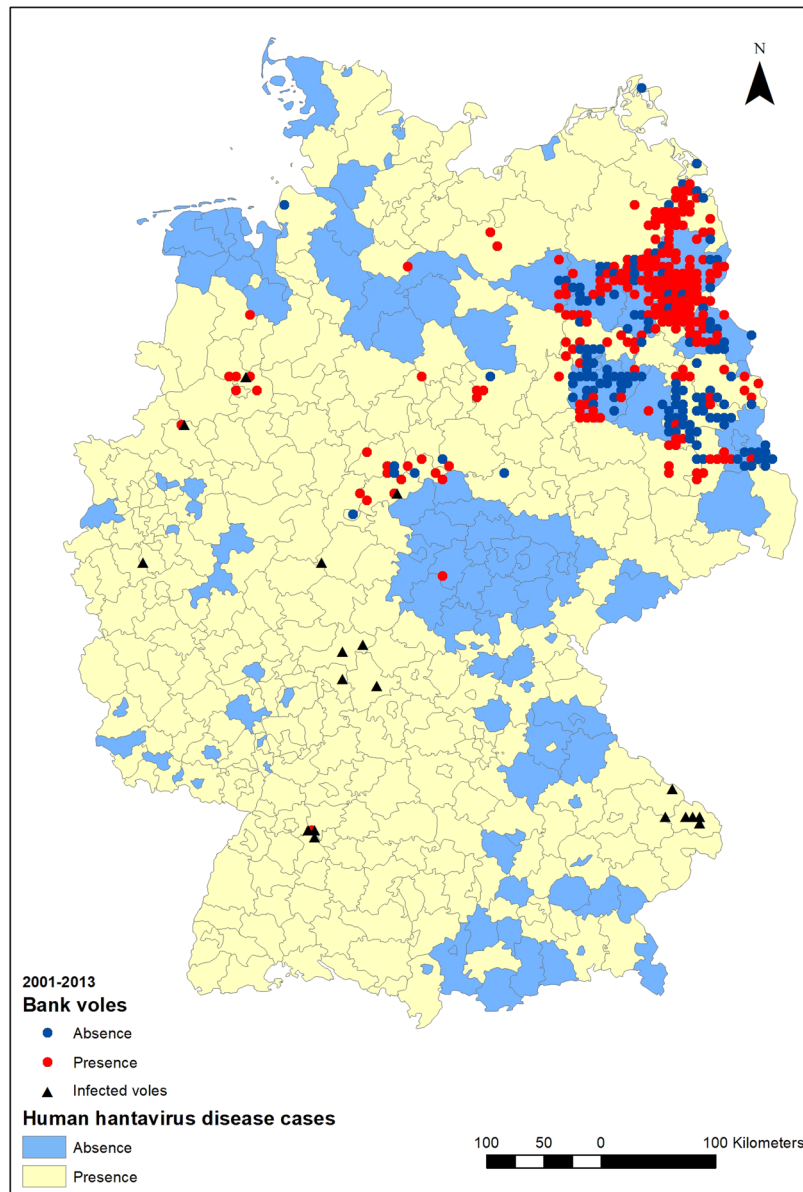 N
2001-2013
Bank voles
Absence
Presence
Infected voles
Human hantavirus disease cases
Absence
Presence
100 50 0 100 Kilometers